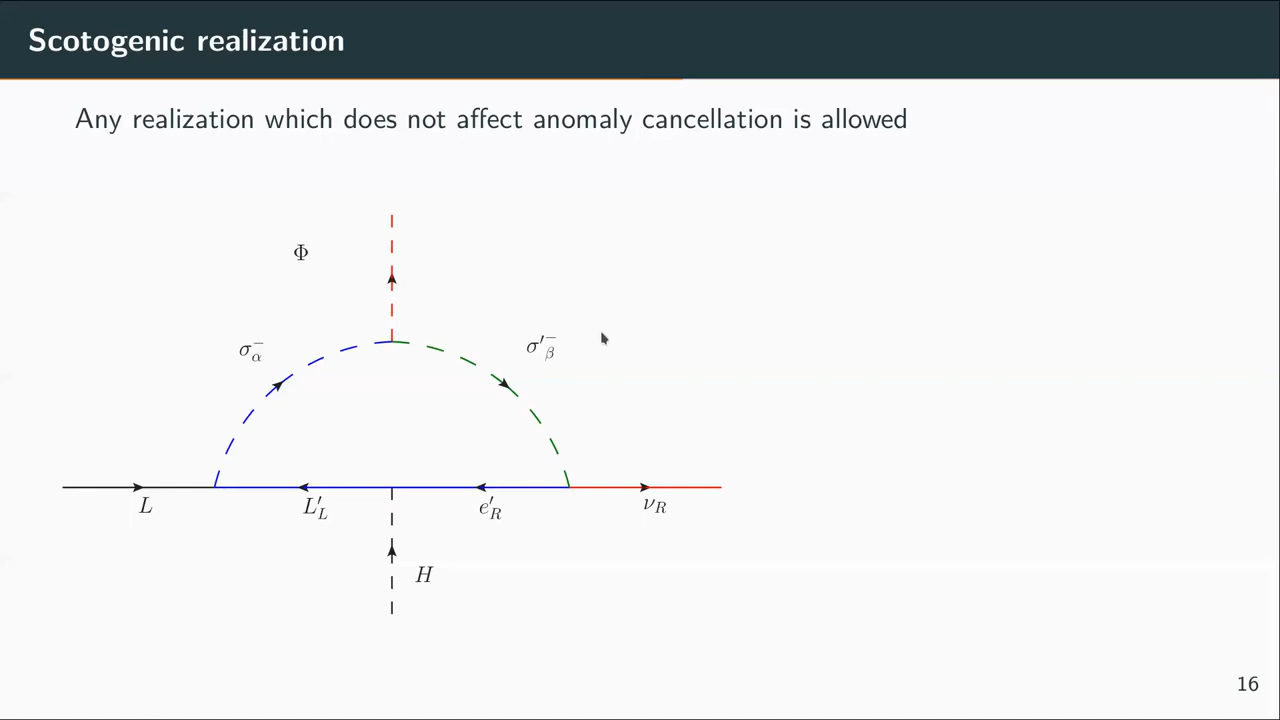 Scotogenic realization
Any realization which does not affect anomaly cancellation is allowed
Φ
σ⁻_α
σ′⁻_β
L
L′_L
e′_R
ν_R
H
16